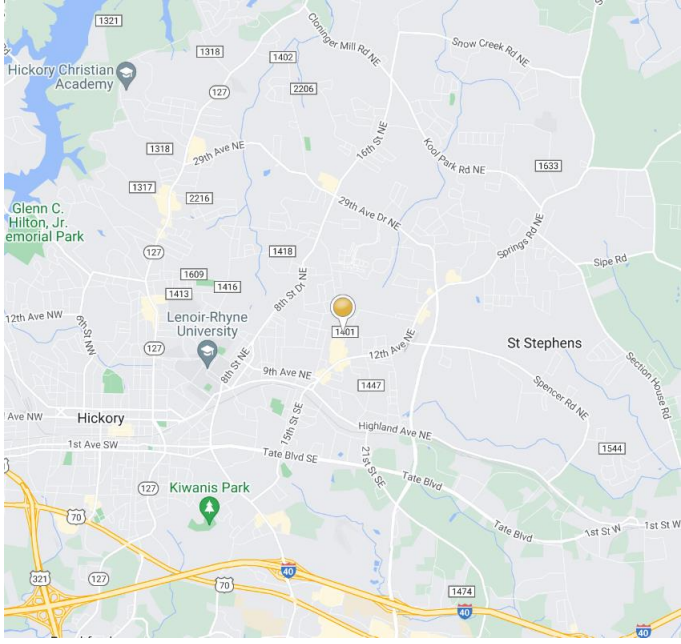 1321
Cloninger Mill Rd NE
Snow Creek Rd NE
1318
1402
Hickory Christian
Academy
127
2206
16th St NE
Kool Park Rd NE
1318
29th Ave NE
1633
1317
2216
29th Ave Dr NE
Glenn C.
Hilton, Jr.
emorial Park
Springs Rd NE
127
1418
Sipe Rd
1609
1413
1416
8th St Dr NE
12th Ave NW
6th St NW
Lenoir-Rhyne
University
1401
St Stephens
127
12th Ave NE
8th St NE
9th Ave NE
Section House Rd
1447
Spencer Rd NE
Ave NW
Hickory
15th St SE
Highland Ave NE
1st Ave SW
Tate Blvd SE
21st St SE
1544
127
Kiwanis Park
Tate Blvd
70
Tate Blvd
1st St W
1st St W
40
321
127
70
1474
40
40